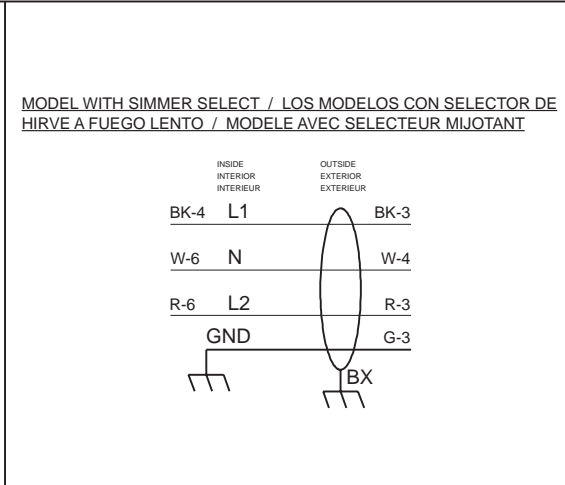 MODEL WITH SIMMER SELECT / LOS MODELOS CON SELECTOR DE
HIRVE A FUEGO LENTO / MODELE AVEC SELECTEUR MIJOTANT
INSIDE OUTSIDE
INTERIOR EXTERIOR
INTERIEUR EXTERIEUR
BK-4 L1 BK-3
W-6 N W-4
R-6 L2 R-3
GND G-3
BX